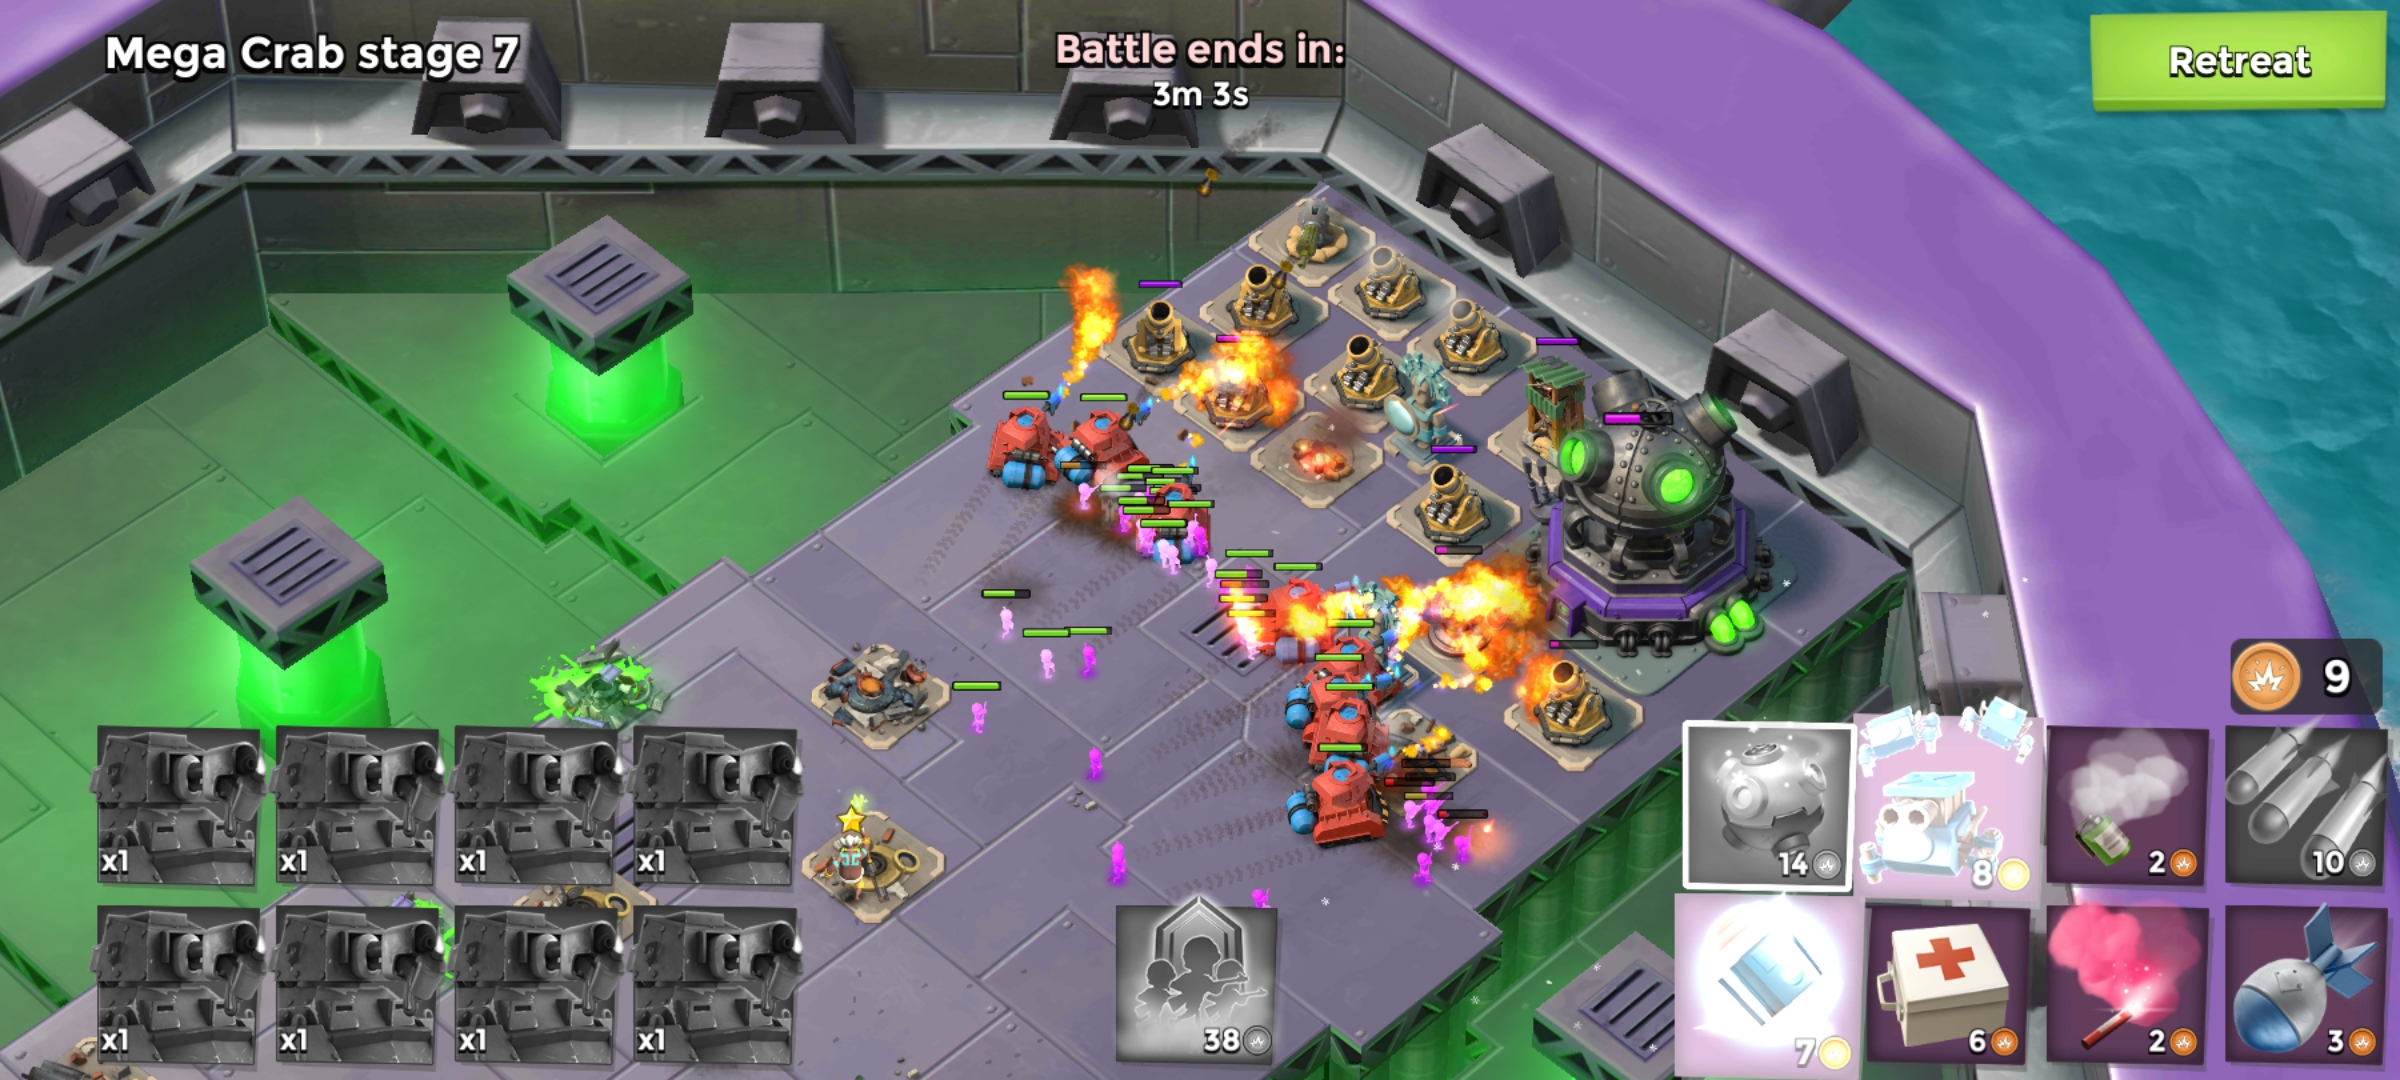 Mega Crab stage 7
Battle ends in:
3m 3s
Retreat
9
x1
x1
x1
x1
14
8
2
10
x1
x1
x1
x1
38
7
6
2
3